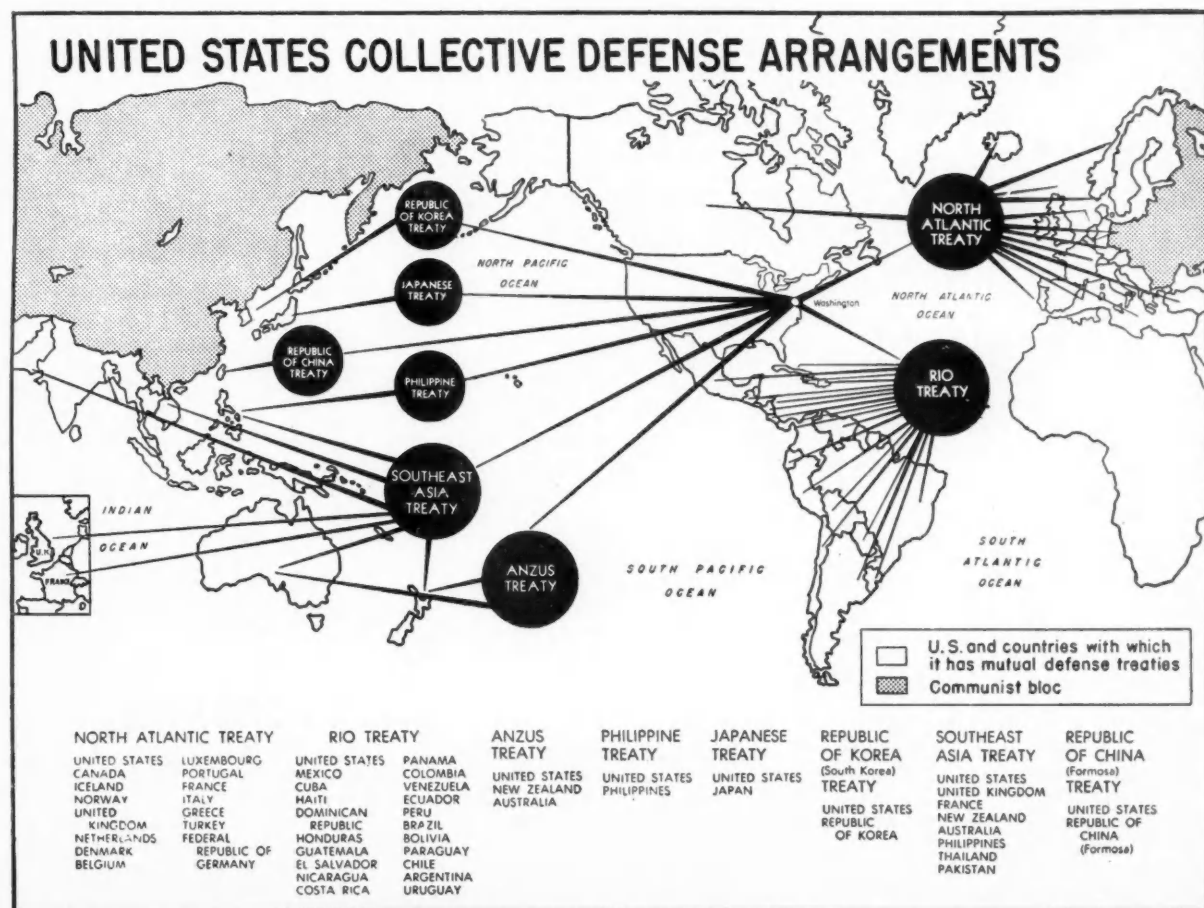 UNITED STATES COLLECTIVE DEFENSE ARRANGEMENTS
REPUBLIC
OF KOREA
TREATY
NORTH PACIFIC
OCEAN
JAPANESE
TREATY
REPUBLIC
OF CHINA
TREATY
PHILIPPINE
TREATY
SOUTHEAST
ASIA
TREATY
ANZUS
TREATY
NORTH
ATLANTIC
TREATY
Washington
NORTH ATLANTIC
OCEAN
RIO
TREATY
INDIAN
OCEAN
U.K.
SOUTH PACIFIC
OCEAN
SOUTH
ATLANTIC
OCEAN
U.S. and countries with which
it has mutual defense treaties
Communist bloc
NORTH ATLANTIC TREATY
UNITED STATES
CANADA
ICELAND
NORWAY
UNITED
KINGDOM
NETHERLANDS
DENMARK
BELGIUM
LUXEMBOURG
PORTUGAL
FRANCE
ITALY
GREECE
TURKEY
FEDERAL
REPUBLIC OF
GERMANY
RIO TREATY
UNITED STATES
MEXICO
CUBA
HAITI
DOMINICAN
REPUBLIC
HONDURAS
GUATEMALA
EL SALVADOR
NICARAGUA
COSTA RICA
PANAMA
COLOMBIA
VENEZUELA
ECUADOR
PERU
BRAZIL
BOLIVIA
PARAGUAY
CHILE
ARGENTINA
URUGUAY
ANZUS
TREATY
UNITED STATES
NEW ZEALAND
AUSTRALIA
PHILIPPINE
TREATY
UNITED STATES
PHILIPPINES
JAPANESE
TREATY
UNITED STATES
JAPAN
REPUBLIC
OF KOREA
(South Korea)
TREATY
UNITED STATES
REPUBLIC
OF KOREA
SOUTHEAST
ASIA TREATY
UNITED STATES
UNITED KINGDOM
FRANCE
NEW ZEALAND
AUSTRALIA
PHILIPPINES
THAILAND
PAKISTAN
REPUBLIC
OF CHINA
(Formosa)
TREATY
UNITED STATES
REPUBLIC OF
CHINA
(Formosa)